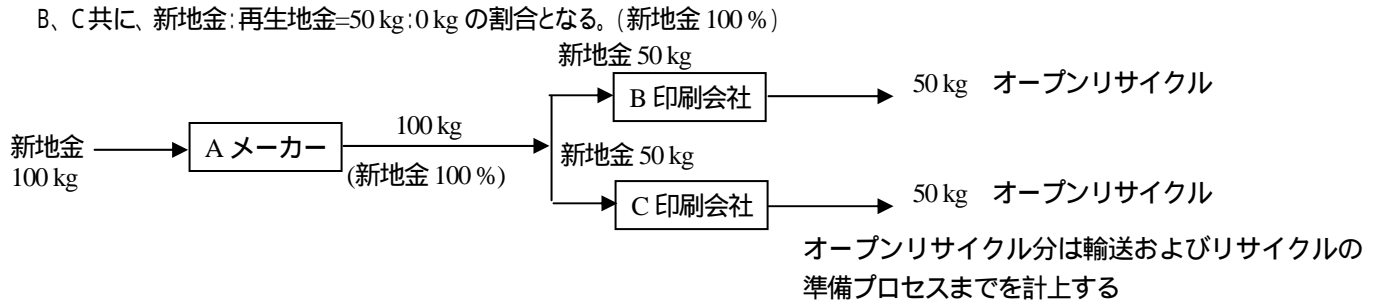 B、C共に、新地金:再生地金=50 kg:0 kg の割合となる。(新地金 100 %)
新地金 50 kg
B 印刷会社
50 kg オープンリサイクル
新地金
100 kg
A メーカー
100 kg
(新地金 100 %)
新地金 50 kg
C 印刷会社
50 kg オープンリサイクル
オープンリサイクル分は輸送およびリサイクルの
準備プロセスまでを計上する